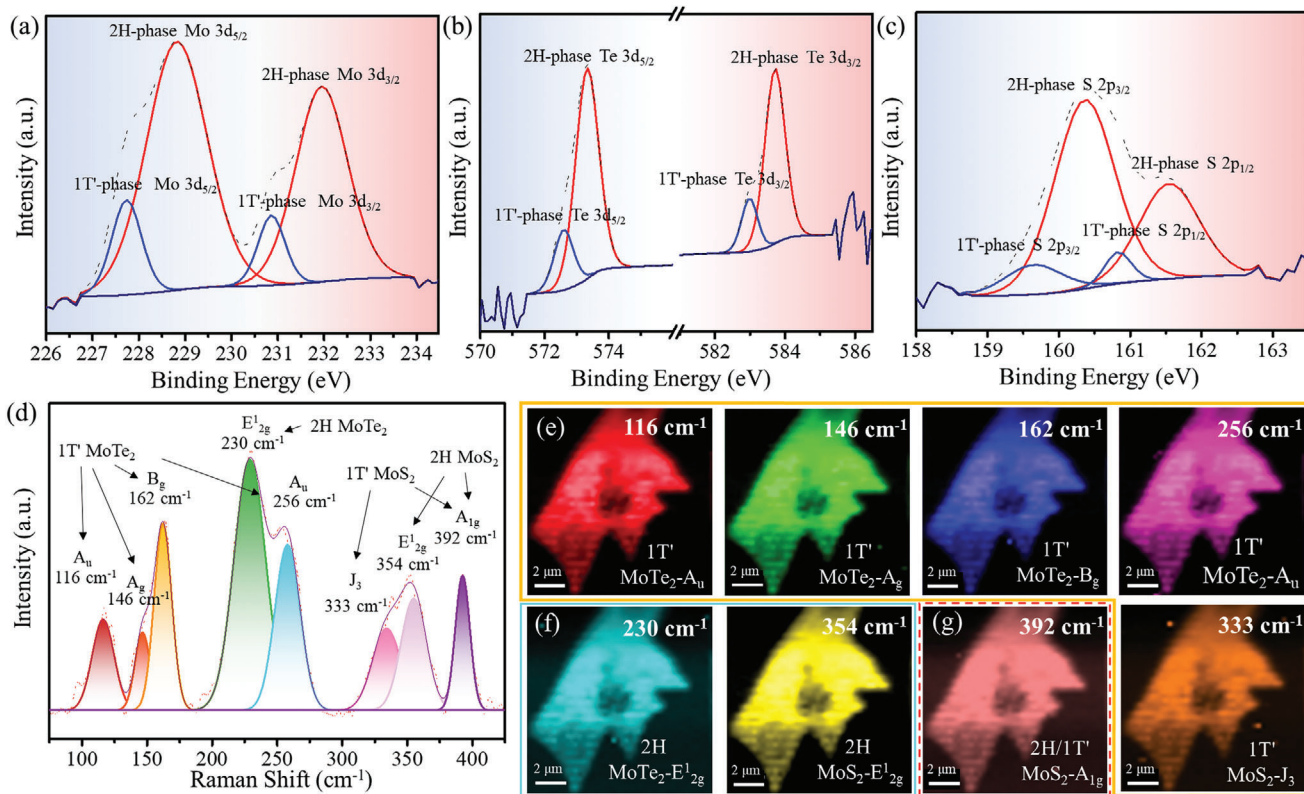 (a)
2H-phase Mo 3d5/2
2H-phase Mo 3d3/2
1T'-phase Mo 3d5/2
1T'-phase Mo 3d3/2
Intensity (a.u.)
226 227 228 229 230 231 232 233 234
Binding Energy (eV)
(b)
2H-phase Te 3d5/2
2H-phase Te 3d3/2
1T'-phase Te 3d3/2
1T'-phase Te 3d5/2
Intensity (a.u.)
570 572 574 582 584 586
Binding Energy (eV)
(c)
2H-phase S 2p3/2
2H-phase S 2p1/2
1T'-phase S 2p3/2
1T'-phase S 2p1/2
Intensity (a.u.)
158 159 160 161 162 163
Binding Energy (eV)
(d)
1T' MoTe2
Au
116 cm-1
Ag
146 cm-1
Bg
162 cm-1
E12g
230 cm-1
2H MoTe2
Au
256 cm-1
1T' MoS2
2H MoS2
J3
333 cm-1
E12g
354 cm-1
A1g
392 cm-1
Intensity (a.u.)
100 150 200 250 300 350 400
Raman Shift (cm-1)
(e)
116 cm-1
1T'
MoTe2-Au
2 μm
146 cm-1
1T'
MoTe2-Ag
2 μm
162 cm-1
1T'
MoTe2-Bg
2 μm
256 cm-1
1T'
MoTe2-Au
2 μm
(f)
230 cm-1
2H
MoTe2-E12g
2 μm
354 cm-1
2H
MoS2-E12g
2 μm
(g)
392 cm-1
2H/1T'
MoS2-A1g
2 μm
333 cm-1
1T'
MoS2-J3
2 μm